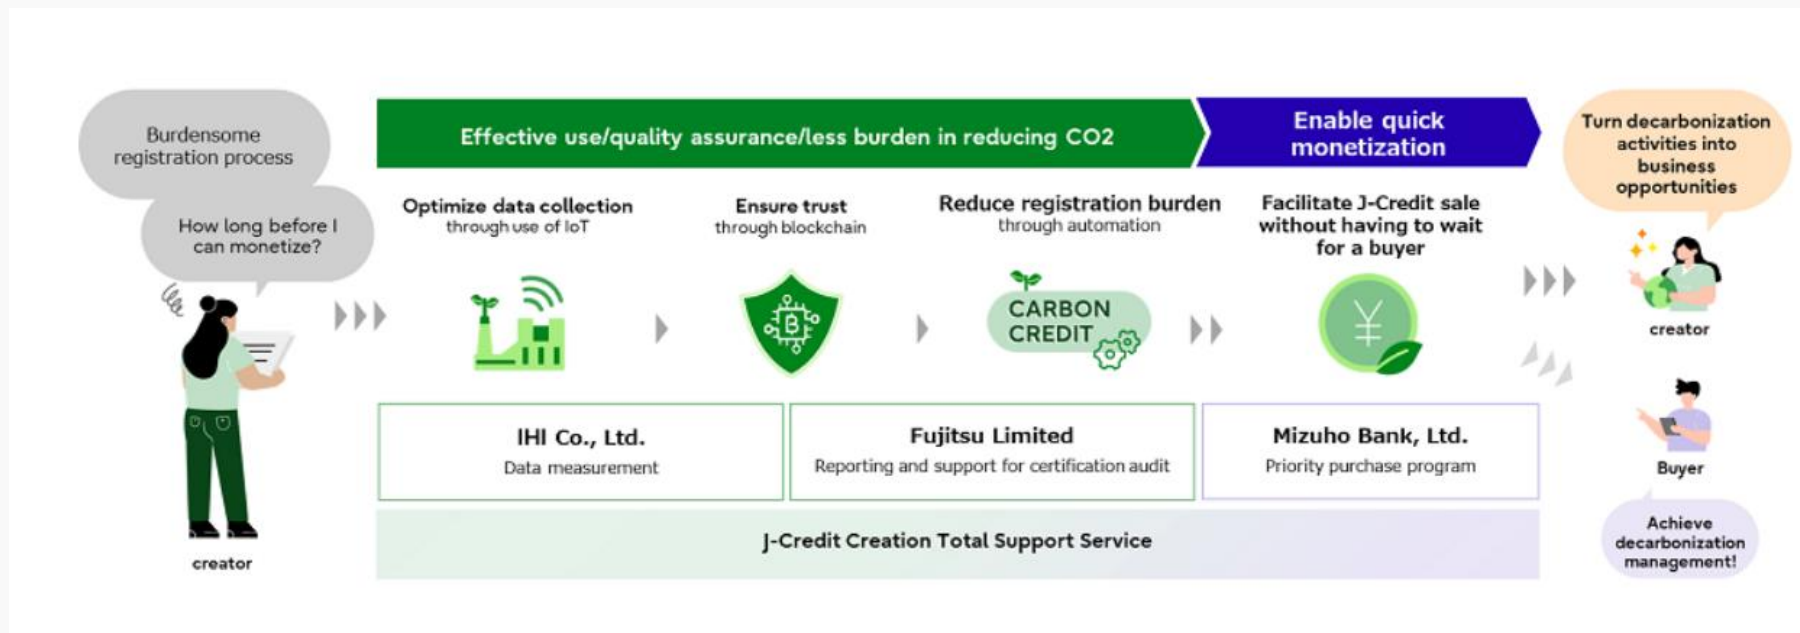 Burdensome
registration process
How long before I
can monetize?
creator
Effective use/quality assurance/less burden in reducing CO2
Enable quick
monetization
Optimize data collection
through use of IoT
Ensure trust
through blockchain
Reduce registration burden
through automation
Facilitate J-Credit sale
without having to wait
for a buyer
B
CARBON
CREDIT
¥
IHI Co., Ltd.
Data measurement
Fujitsu Limited
Reporting and support for certification audit
Mizuho Bank, Ltd.
Priority purchase program
J-Credit Creation Total Support Service
Turn decarbonization
activities into
business
opportunities
creator
Buyer
Achieve
decarbonization
management!